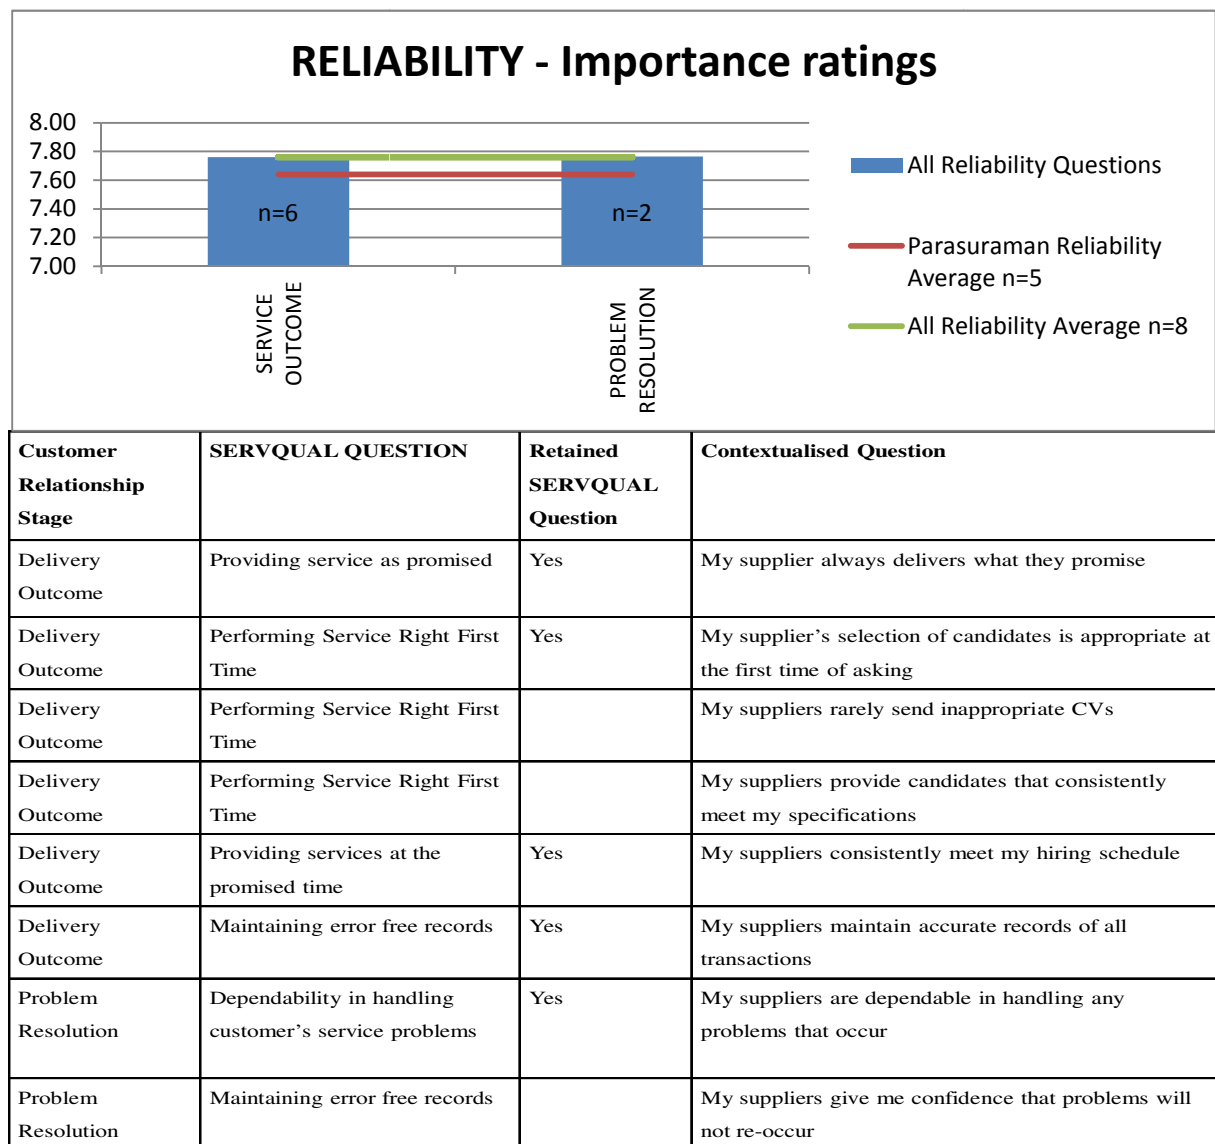 RELIABILITY - Importance ratings
8.00
7.80
7.60
7.40
7.20
7.00
n=6
n=2
SERVICE
OUTCOME
PROBLEM
RESOLUTION
All Reliability Questions
Parasuraman Reliability
Average n=5
All Reliability Average n=8
Customer
Relationship
Stage
SERVQUAL QUESTION
Retained
SERVQUAL
Question
Contextualised Question
Delivery
Outcome
Providing service as promised
Yes
My supplier always delivers what they promise
Delivery
Outcome
Performing Service Right First
Time
Yes
My supplier’s selection of candidates is appropriate at
the first time of asking
Delivery
Outcome
Performing Service Right First
Time
My suppliers rarely send inappropriate CVs
Delivery
Outcome
Performing Service Right First
Time
My suppliers provide candidates that consistently
meet my specifications
Delivery
Outcome
Providing services at the
promised time
Yes
My suppliers consistently meet my hiring schedule
Delivery
Outcome
Maintaining error free records
Yes
My suppliers maintain accurate records of all
transactions
Problem
Resolution
Dependability in handling
customer’s service problems
Yes
My suppliers are dependable in handling any
problems that occur
Problem
Resolution
Maintaining error free records
My suppliers give me confidence that problems will
not re-occur